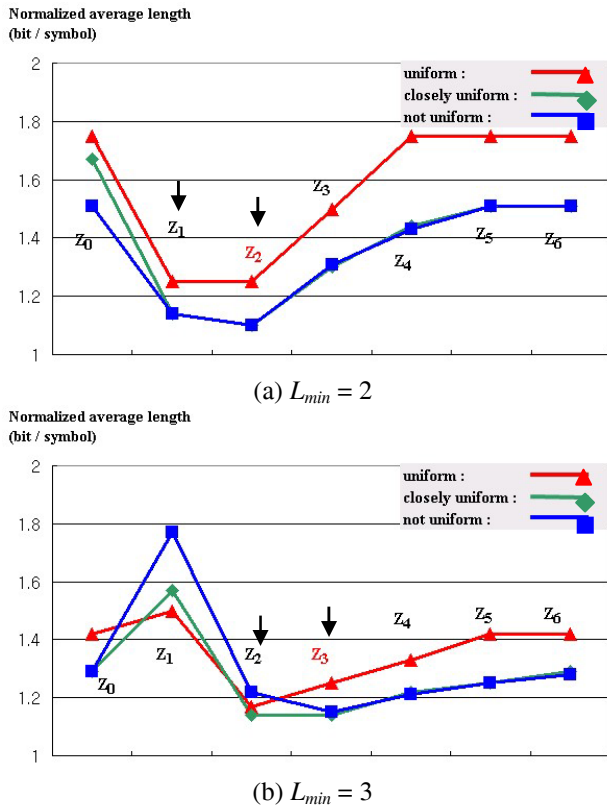 Normalized average length
(bit / symbol)
2
uniform :
closely uniform :
1.8
not uniform :
z3
1.6
z1
z0
z2
z5
z6
1.4
z4
1.2
1
(a) Lmin = 2
Normalized average length
(bit / symbol)
2
uniform :
closely uniform :
1.8
not uniform :
1.6
z4
z5
z6
1.4
z1
z2
z3
z0
1.2
1
(b) Lmin = 3